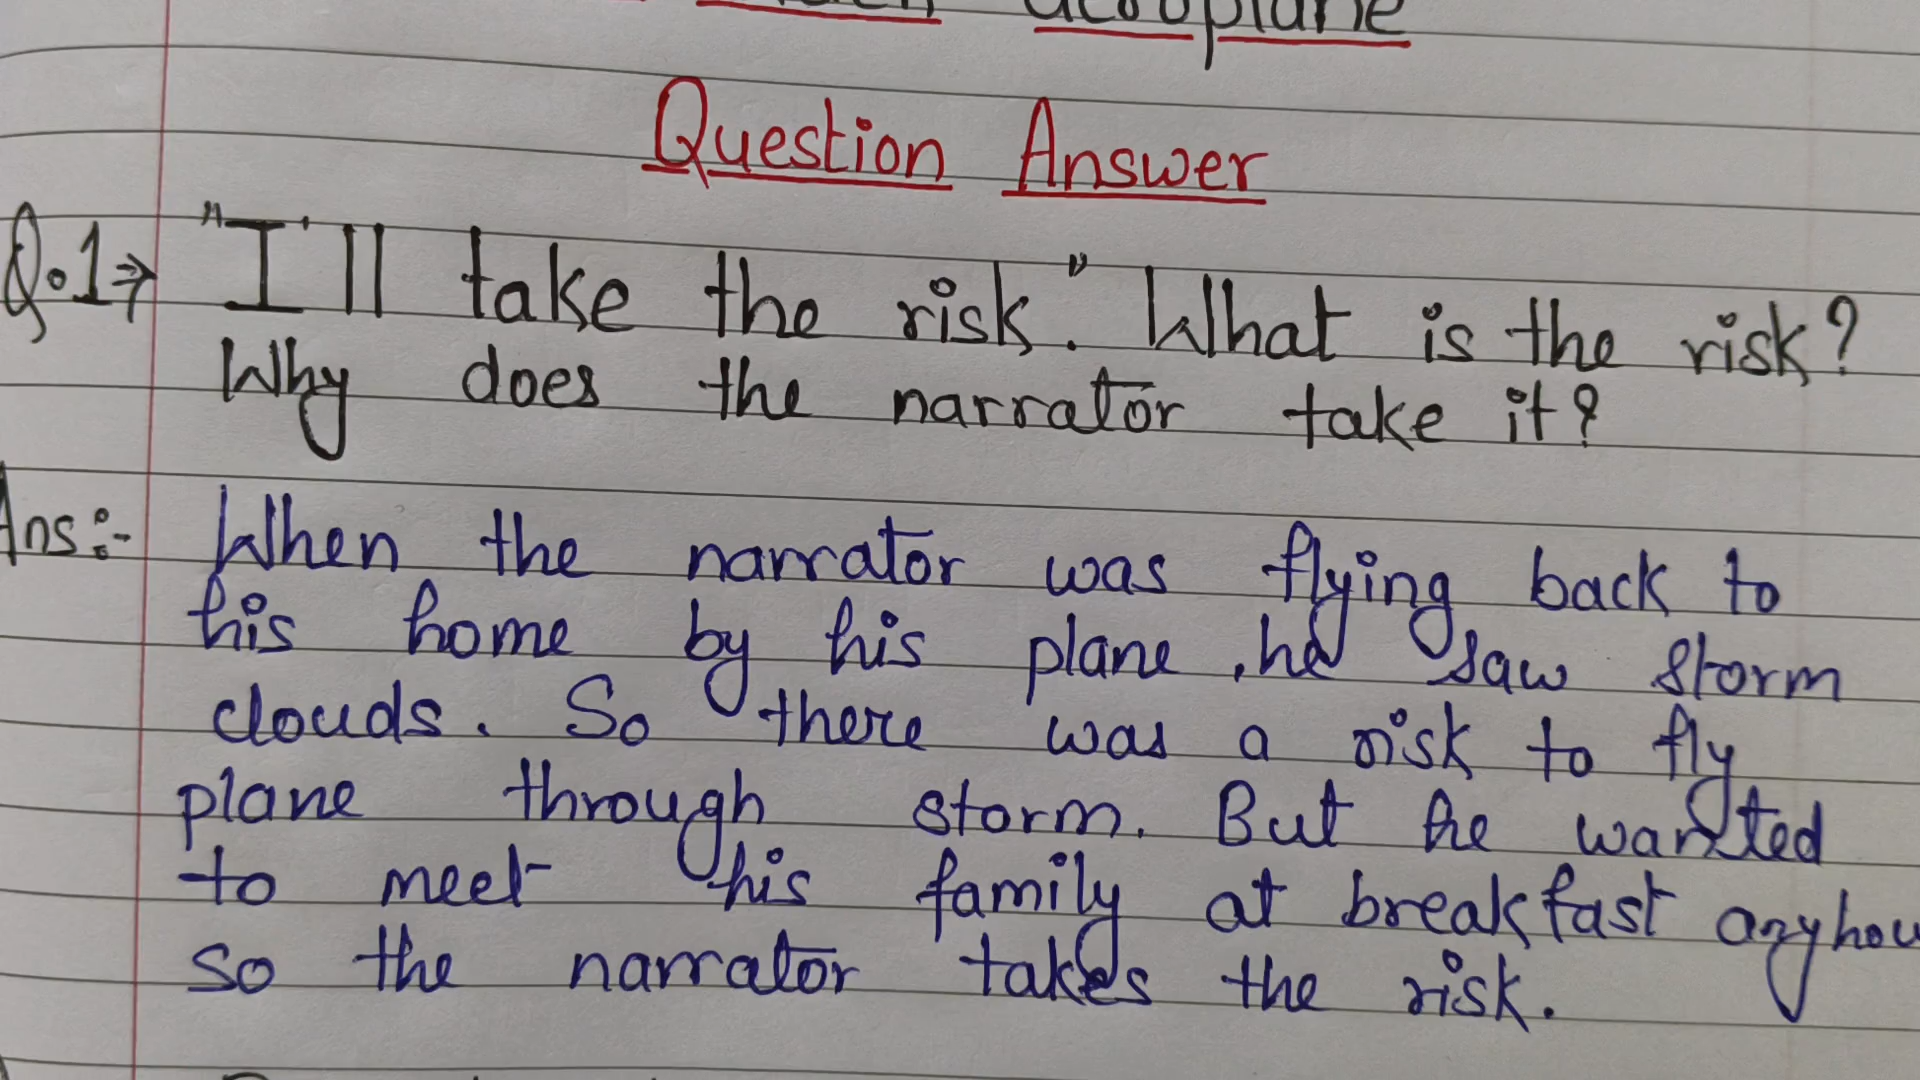 aeroplane
Question Answer
Q.1→ "I'll take the risk." What is the risk?
Why does the narrator take it?
Ans:- When the narrator was flying back to
his home by his plane, he saw storm
clouds. So there was a risk to fly
plane through storm. But he wanted
to meet his family at breakfast anyhow
so the narrator takes the risk.